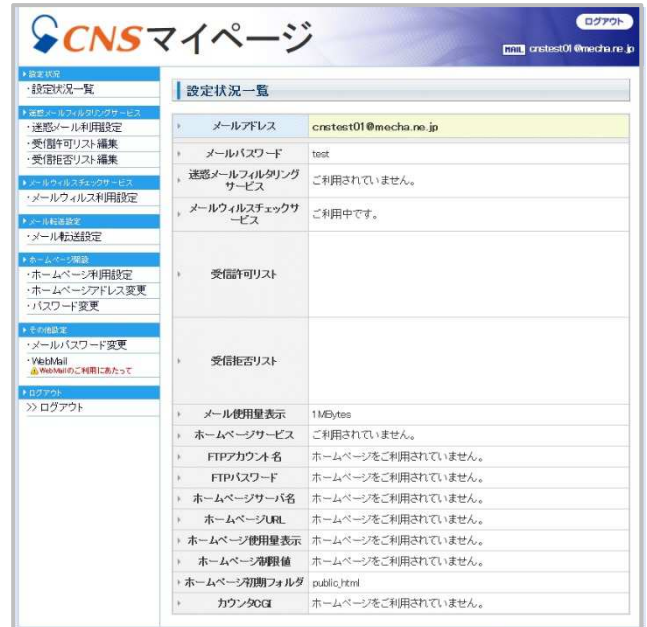 CNSマイページ
ログアウト
MAIL cnstest01@mecha.ne.jp
設定状況
・設定状況一覧
迷惑メールフィルタリングサービス
・迷惑メール利用設定
・受信許可リスト編集
・受信拒否リスト編集
メールウィルスチェックサービス
・メールウィルス利用設定
メール転送設定
・メール転送設定
ホームページ開設
・ホームページ利用設定
・ホームページアドレス変更
・パスワード変更
その他設定
・メールパスワード変更
・WebMail
WebMailのご利用にあたって
ログアウト
>> ログアウト
設定状況一覧
メールアドレス cnstest01@mecha.ne.jp
メールパスワード test
迷惑メールフィルタリング
サービス ご利用されていません。
メールウィルスチェックサ
ービス ご利用中です。
受信許可リスト
受信拒否リスト
メール使用量表示 1MBytes
ホームページサービス ご利用されていません。
FTPアカウント名 ホームページをご利用されていません。
FTPパスワード ホームページをご利用されていません。
ホームページサーバ名 ホームページをご利用されていません。
ホームページURL ホームページをご利用されていません。
ホームページ使用量表示 ホームページをご利用されていません。
ホームページ制限値 ホームページをご利用されていません。
ホームページ初期フォルダ public_html
カウンタCGI ホームページをご利用されていません。